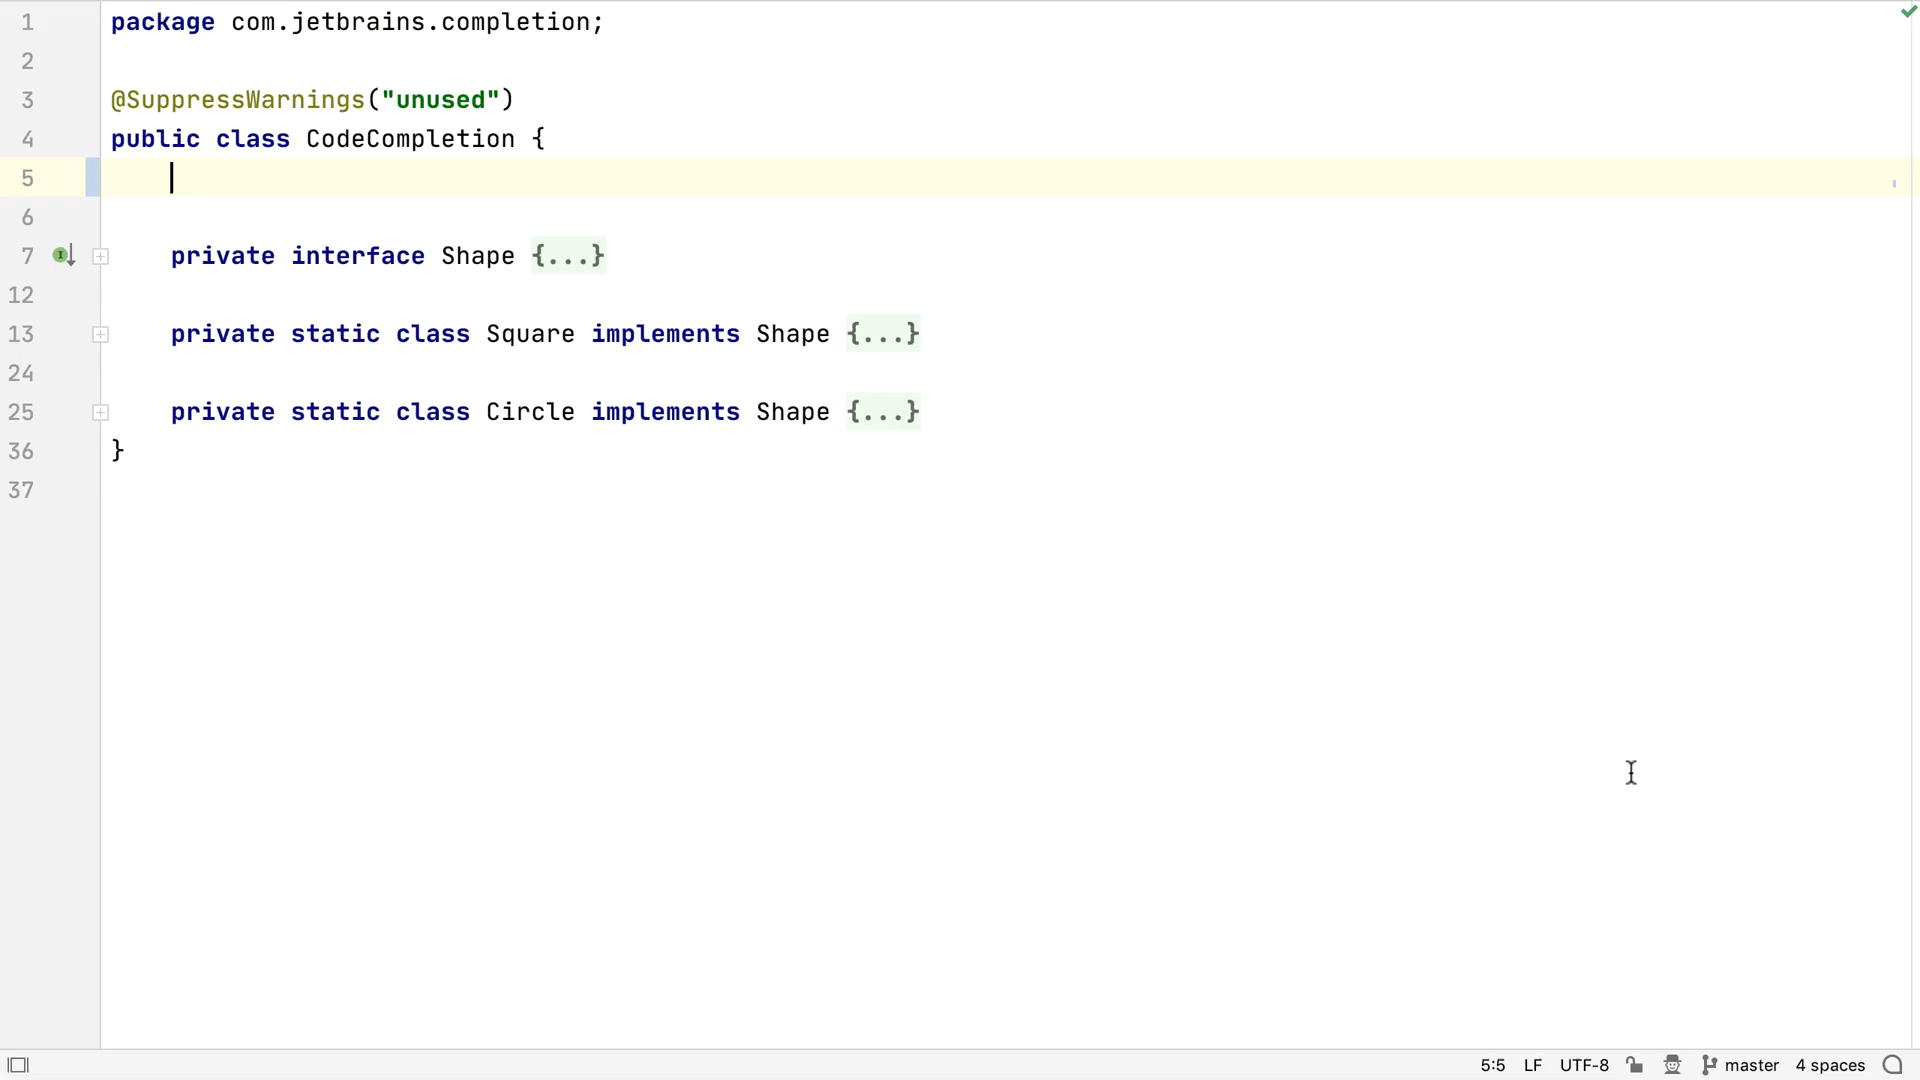 1 package com.jetbrains.completion;
2
3 @SuppressWarnings("unused")
4 public class CodeCompletion {
5
6
7 private interface Shape {...}
12
13 private static class Square implements Shape {...}
24
25 private static class Circle implements Shape {...}
36 }
37
5:5 LF UTF-8 master 4 spaces